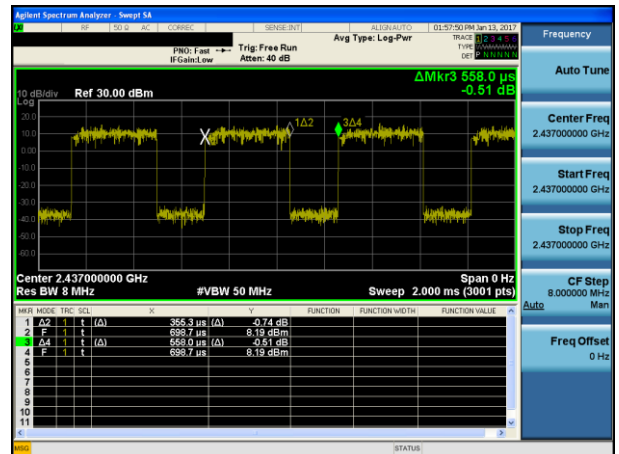 Agilent Spectrum Analyzer - Swept SA
RF 50 Ω AC CORREC SENSE:INT ALIGN AUTO 01:57:50 PM Jan 13, 2017
Avg Type: Log-Pwr TRACE 1 2 3 4 5 6
PNO: Fast Trig: Free Run TYPE WWWWWW
IFGain:Low Atten: 40 dB DET P N N N N N
Frequency
Auto Tune
Center Freq
2.437000000 GHz
Start Freq
2.437000000 GHz
Stop Freq
2.437000000 GHz
CF Step
8.000000 MHz
Auto Man
Freq Offset
0 Hz
ΔMkr3 558.0 µs
-0.51 dB
10 dB/div Ref 30.00 dBm
Log
20.0
10.0
0.00
-10.0
-20.0
-30.0
-40.0
-50.0
-60.0
X
1Δ2
3Δ4
Center 2.437000000 GHz Span 0 Hz
Res BW 8 MHz #VBW 50 MHz Sweep 2.000 ms (3001 pts)
MKR MODE TRC SCL X Y FUNCTION FUNCTION WIDTH FUNCTION VALUE
1 Δ2 1 t (Δ) 355.3 µs (Δ) -0.74 dB
2 F 1 t 698.7 µs 8.19 dBm
3 Δ4 1 t (Δ) 558.0 µs (Δ) -0.51 dB
4 F 1 t 698.7 µs 8.19 dBm
5
6
7
8
9
10
11
MSG STATUS